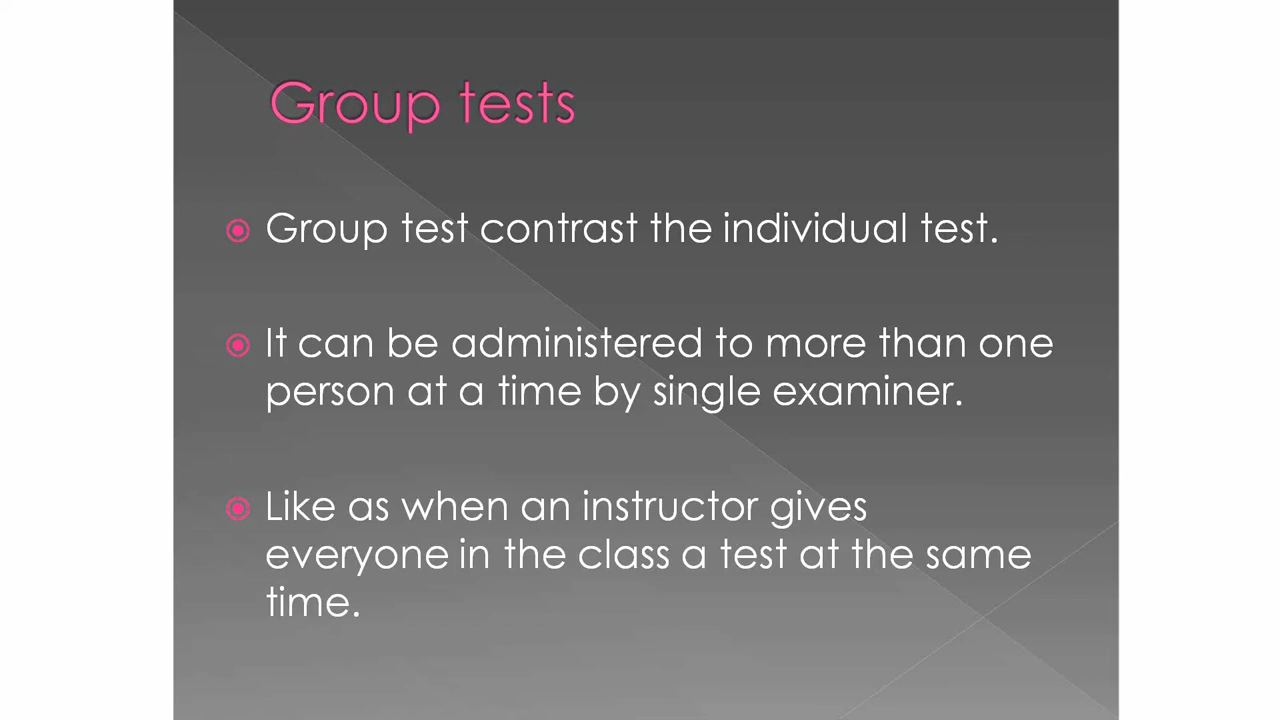 Group tests
Group test contrast the individual test.
It can be administered to more than one
person at a time by single examiner.
Like as when an instructor gives
everyone in the class a test at the same
time.